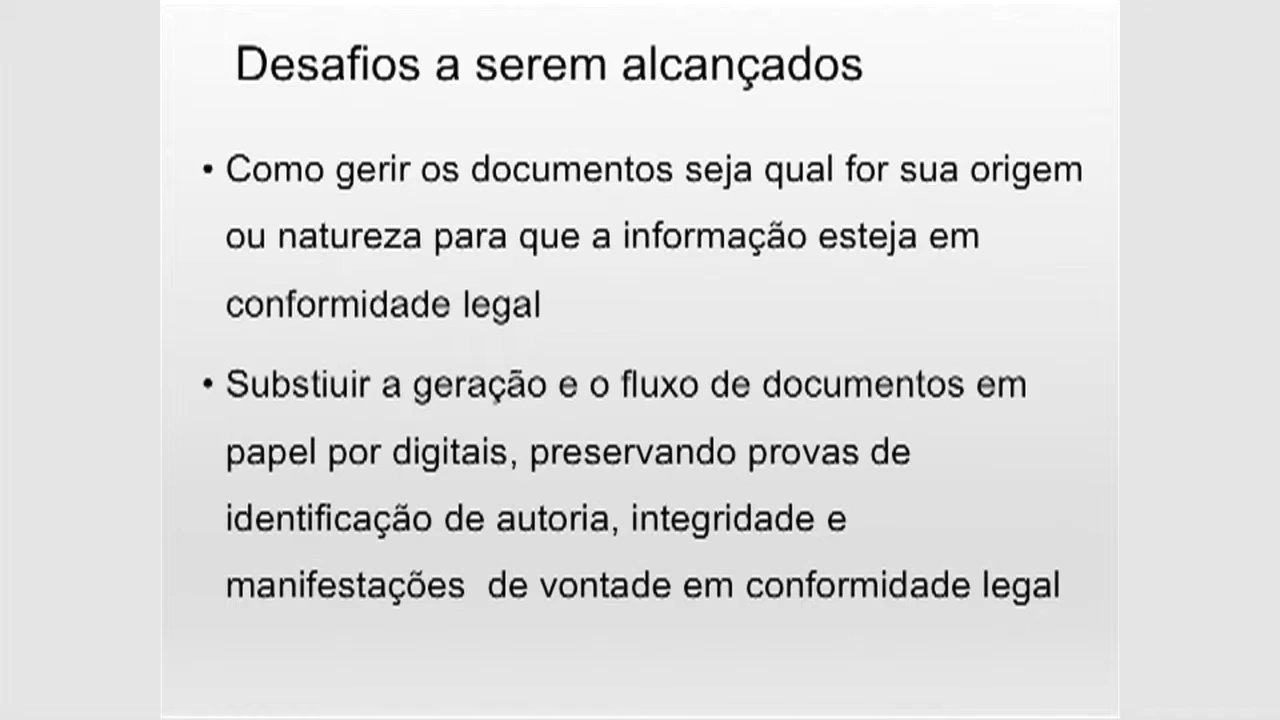 Desafios a serem alcançados
• Como gerir os documentos seja qual for sua origem
ou natureza para que a informação esteja em
conformidade legal
• Substiuir a geração e o fluxo de documentos em
papel por digitais, preservando provas de
identificação de autoria, integridade e
manifestações  de vontade em conformidade legal